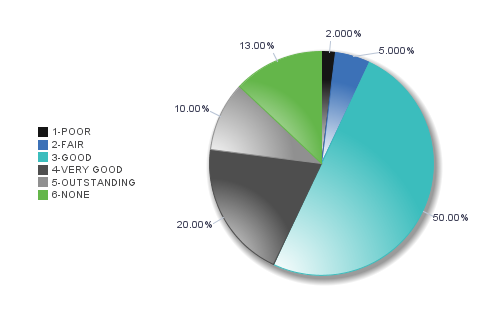 2.000%
13.00%
5.000%
10.00%
1-POOR
2-FAIR
3-GOOD
4-VERY GOOD
5-OUTSTANDING
6-NONE
50.00%
20.00%